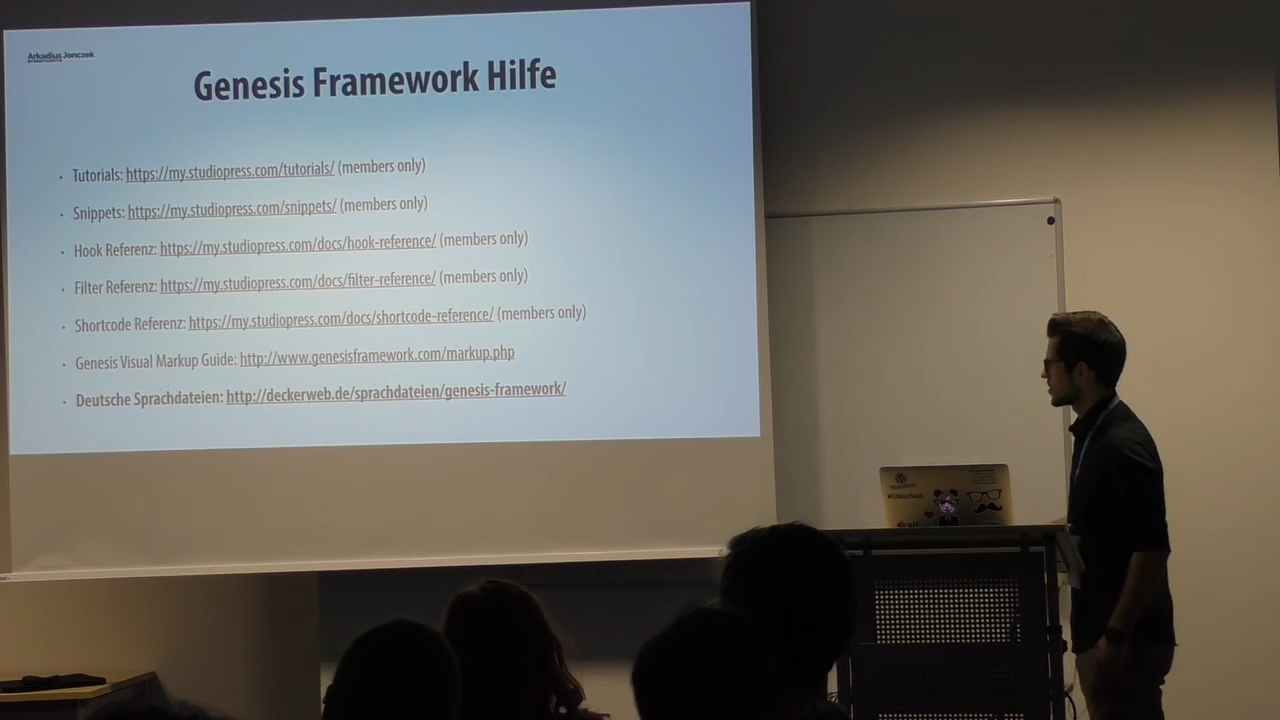 Arkadius Jonczek
Genesis Framework Hilfe
• Tutorials: https://my.studiopress.com/tutorials/ (members only)
• Snippets: https://my.studiopress.com/snippets/ (members only)
• Hook Referenz: https://my.studiopress.com/docs/hook-reference/ (members only)
• Filter Referenz: https://my.studiopress.com/docs/filter-reference/ (members only)
• Shortcode Referenz: https://my.studiopress.com/docs/shortcode-reference/ (members only)
• Genesis Visual Markup Guide: http://www.genesisframework.com/markup.php
• Deutsche Sprachdateien: http://deckerweb.de/sprachdateien/genesis-framework/